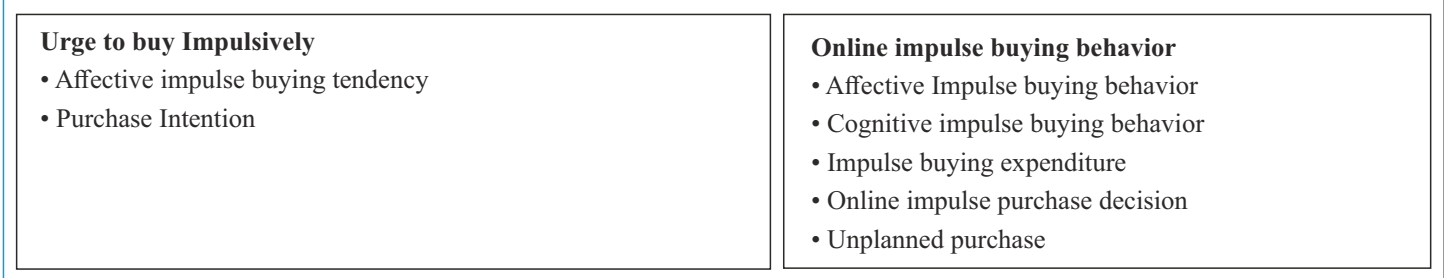 Urge to buy Impulsively
• Affective impulse buying tendency
• Purchase Intention
Online impulse buying behavior
• Affective Impulse buying behavior
• Cognitive impulse buying behavior
• Impulse buying expenditure
• Online impulse purchase decision
• Unplanned purchase